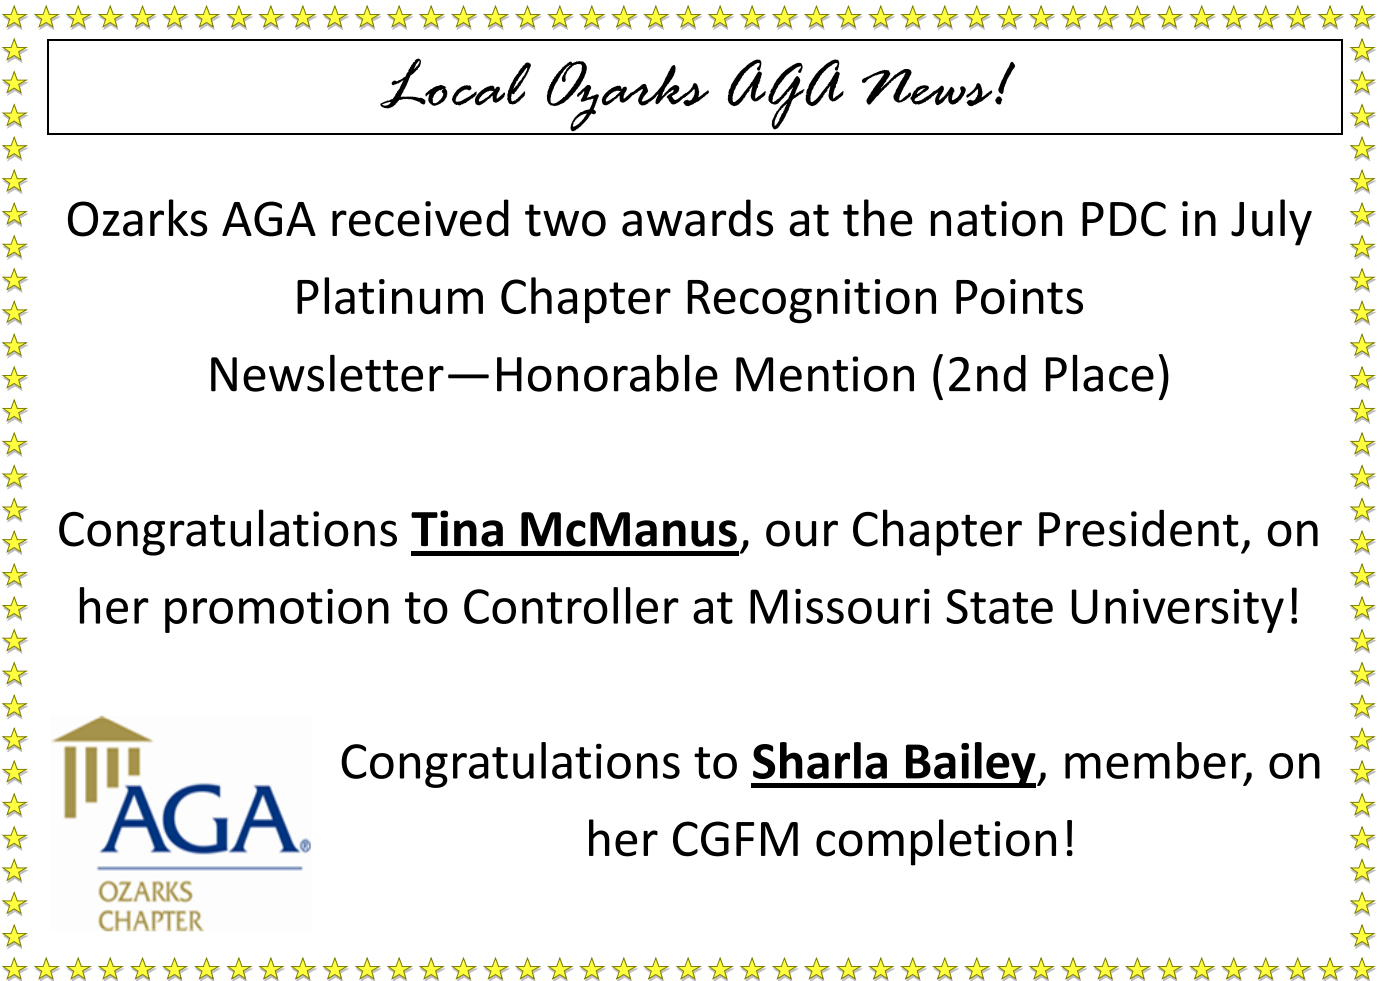 Local Ozarks AGA News!
Ozarks AGA received two awards at the nation PDC in July
Platinum Chapter Recognition Points
Newsletter—Honorable Mention (2nd Place)
Congratulations Tina McManus, our Chapter President, on
her promotion to Controller at Missouri State University!
Congratulations to Sharla Bailey, member, on
her CGFM completion!
AGA®
OZARKS
CHAPTER